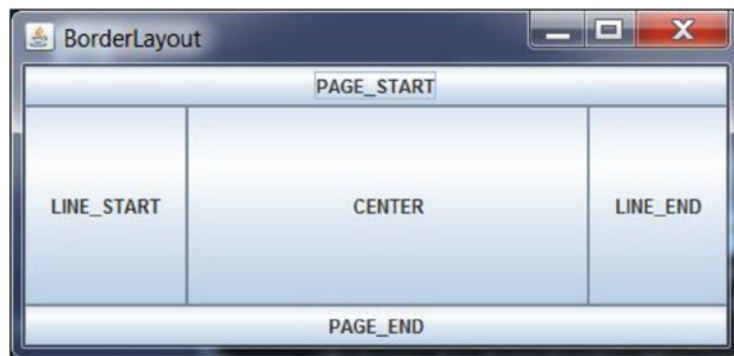 BorderLayout
PAGE_START
LINE_START CENTER LINE_END
PAGE_END